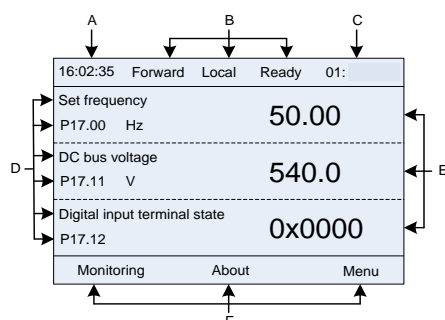 A B C
16:02:35 Forward Local Ready 01:
Set frequency
P17.00 Hz
50.00
DC bus voltage
P17.11 V
540.0
Digital input terminal state
P17.12
0x0000
D
E
Monitoring About Menu